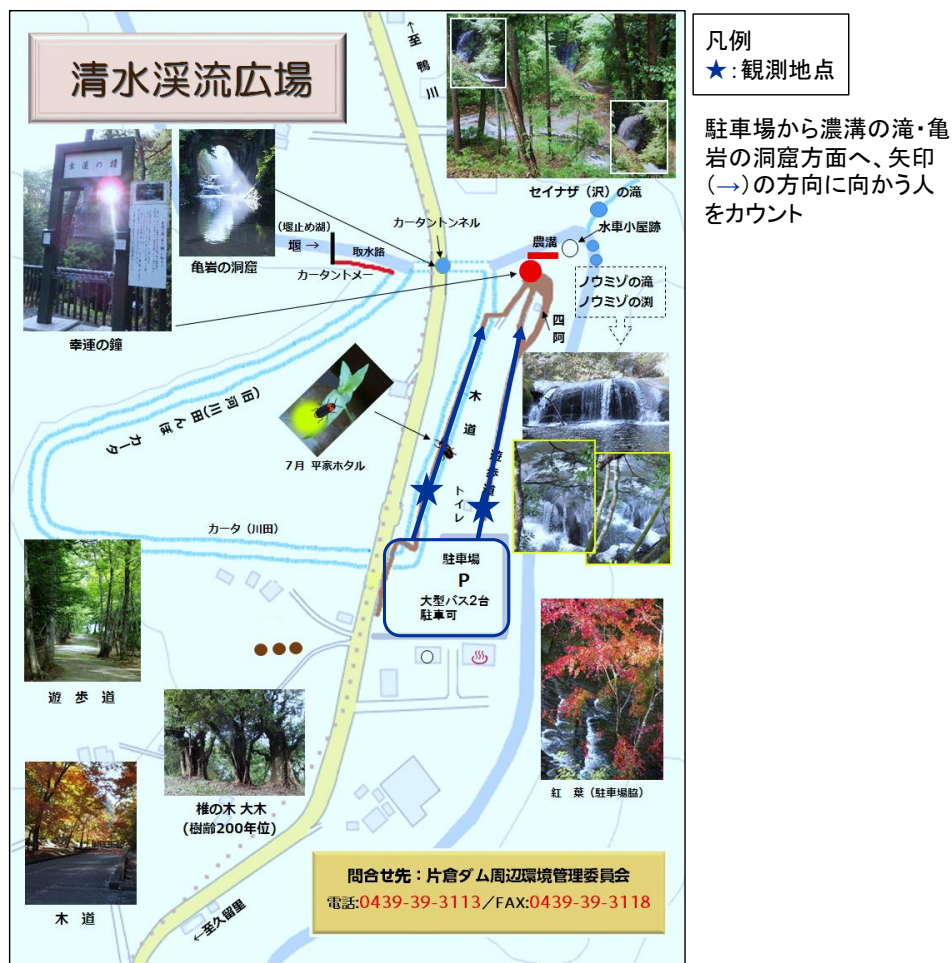 清水渓流広場
←至鴨川
凡例
★：観測地点
駐車場から濃溝の滝・亀
岩の洞窟方面へ、矢印
(→)の方向に向かう人
をカウント
幸運の鐘
セイナザ（沢）の滝
カータントンネル
水車小屋跡
（堰止め湖）
堰 →
取水路
農溝
カータントメー
亀岩の洞窟
ノウミゾの滝
ノウミゾの渕
幸運の鐘
四阿
(旧河川)田んぼ
カータ
木道
遊歩道
７月 平家ホタル
トイレ
カータ（川田）
駐車場
P
大型バス2台
駐車可
遊 歩 道
椎の木 大木
(樹齢200年位)
紅 葉（駐車場脇）
木 道
←至久留里
問合せ先：片倉ダム周辺環境管理委員会
電話:0439-39-3113／FAX:0439-39-3118